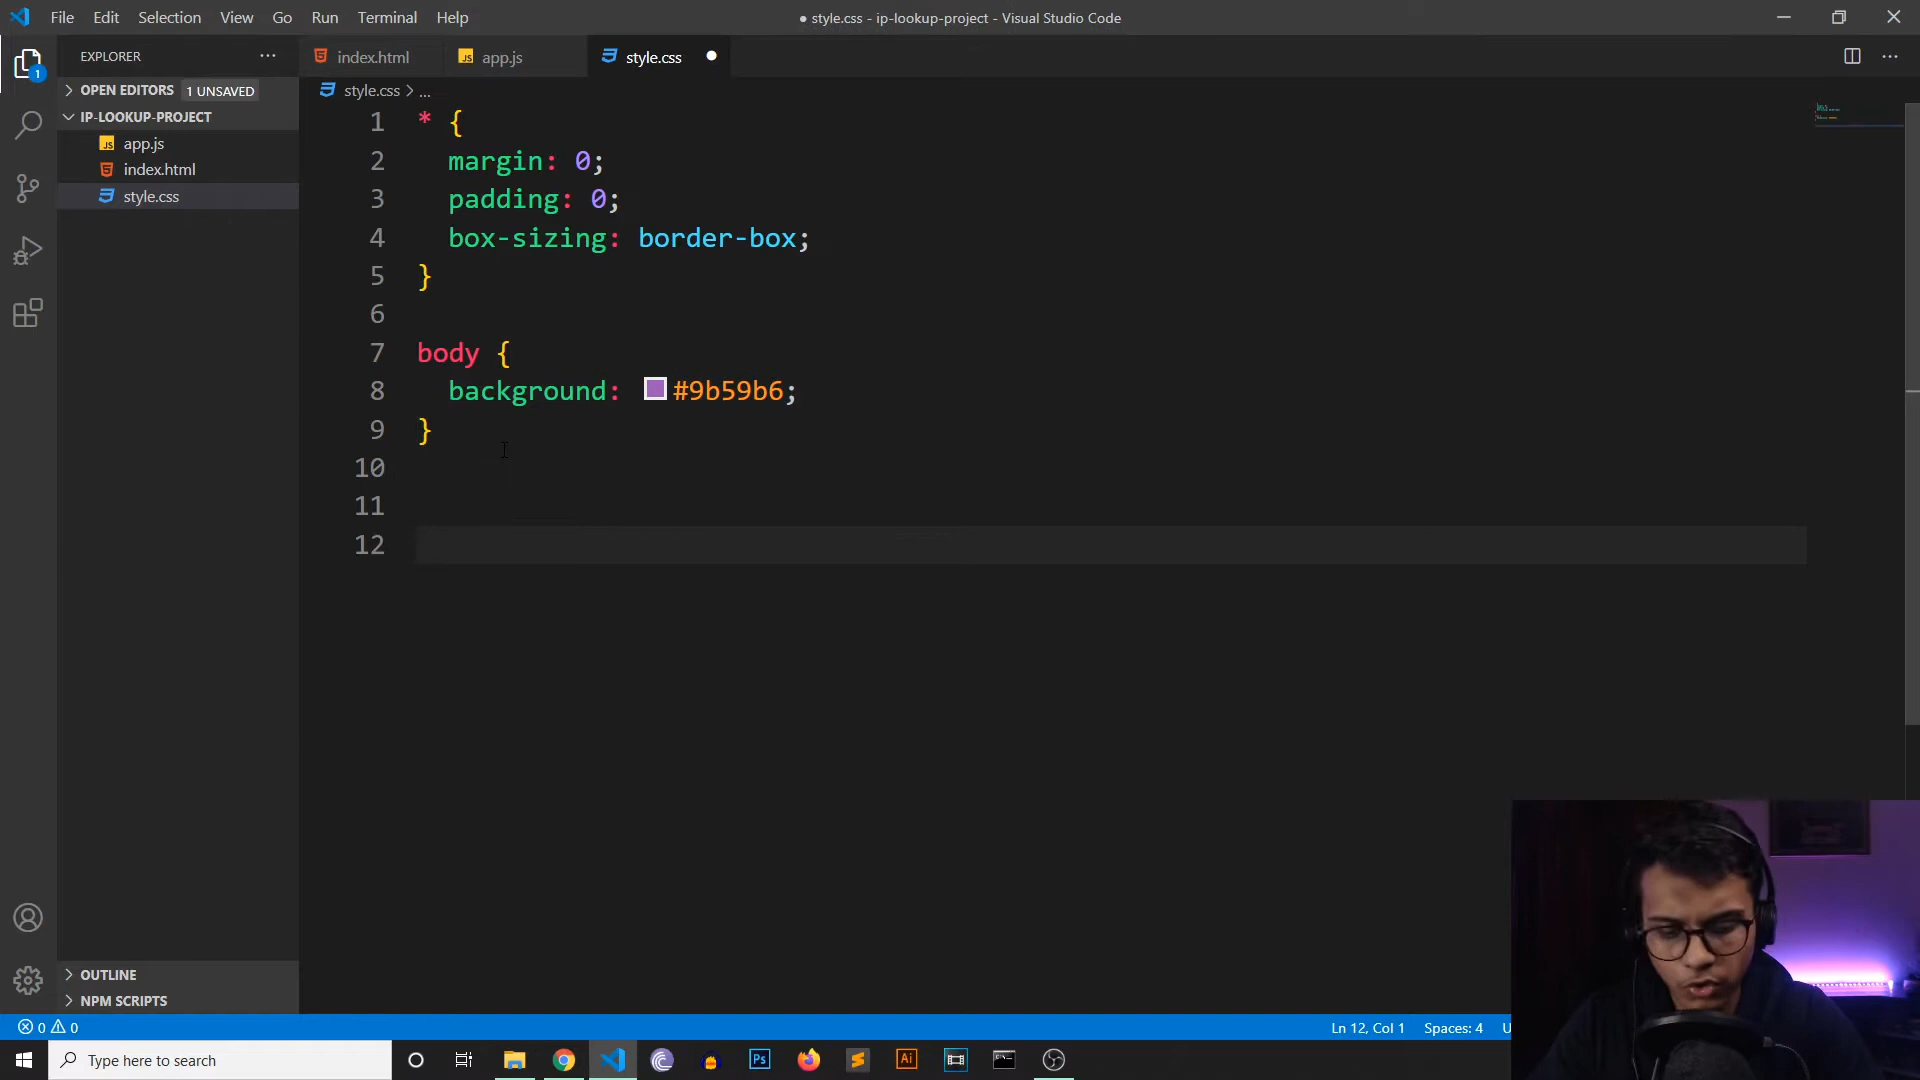 File Edit Selection View Go Run Terminal Help
● style.css - ip-lookup-project - Visual Studio Code
EXPLORER
index.html
app.js
style.css
OPEN EDITORS 1 UNSAVED
IP-LOOKUP-PROJECT
app.js
index.html
style.css
style.css > ...
1 * {
2 margin: 0;
3 padding: 0;
4 box-sizing: border-box;
5 }
6
7 body {
8 background: #9b59b6;
9 }
10
11
12
1
OUTLINE
NPM SCRIPTS
0 0
Ln 12, Col 1 Spaces: 4 U
Type here to search
Ps
Ai